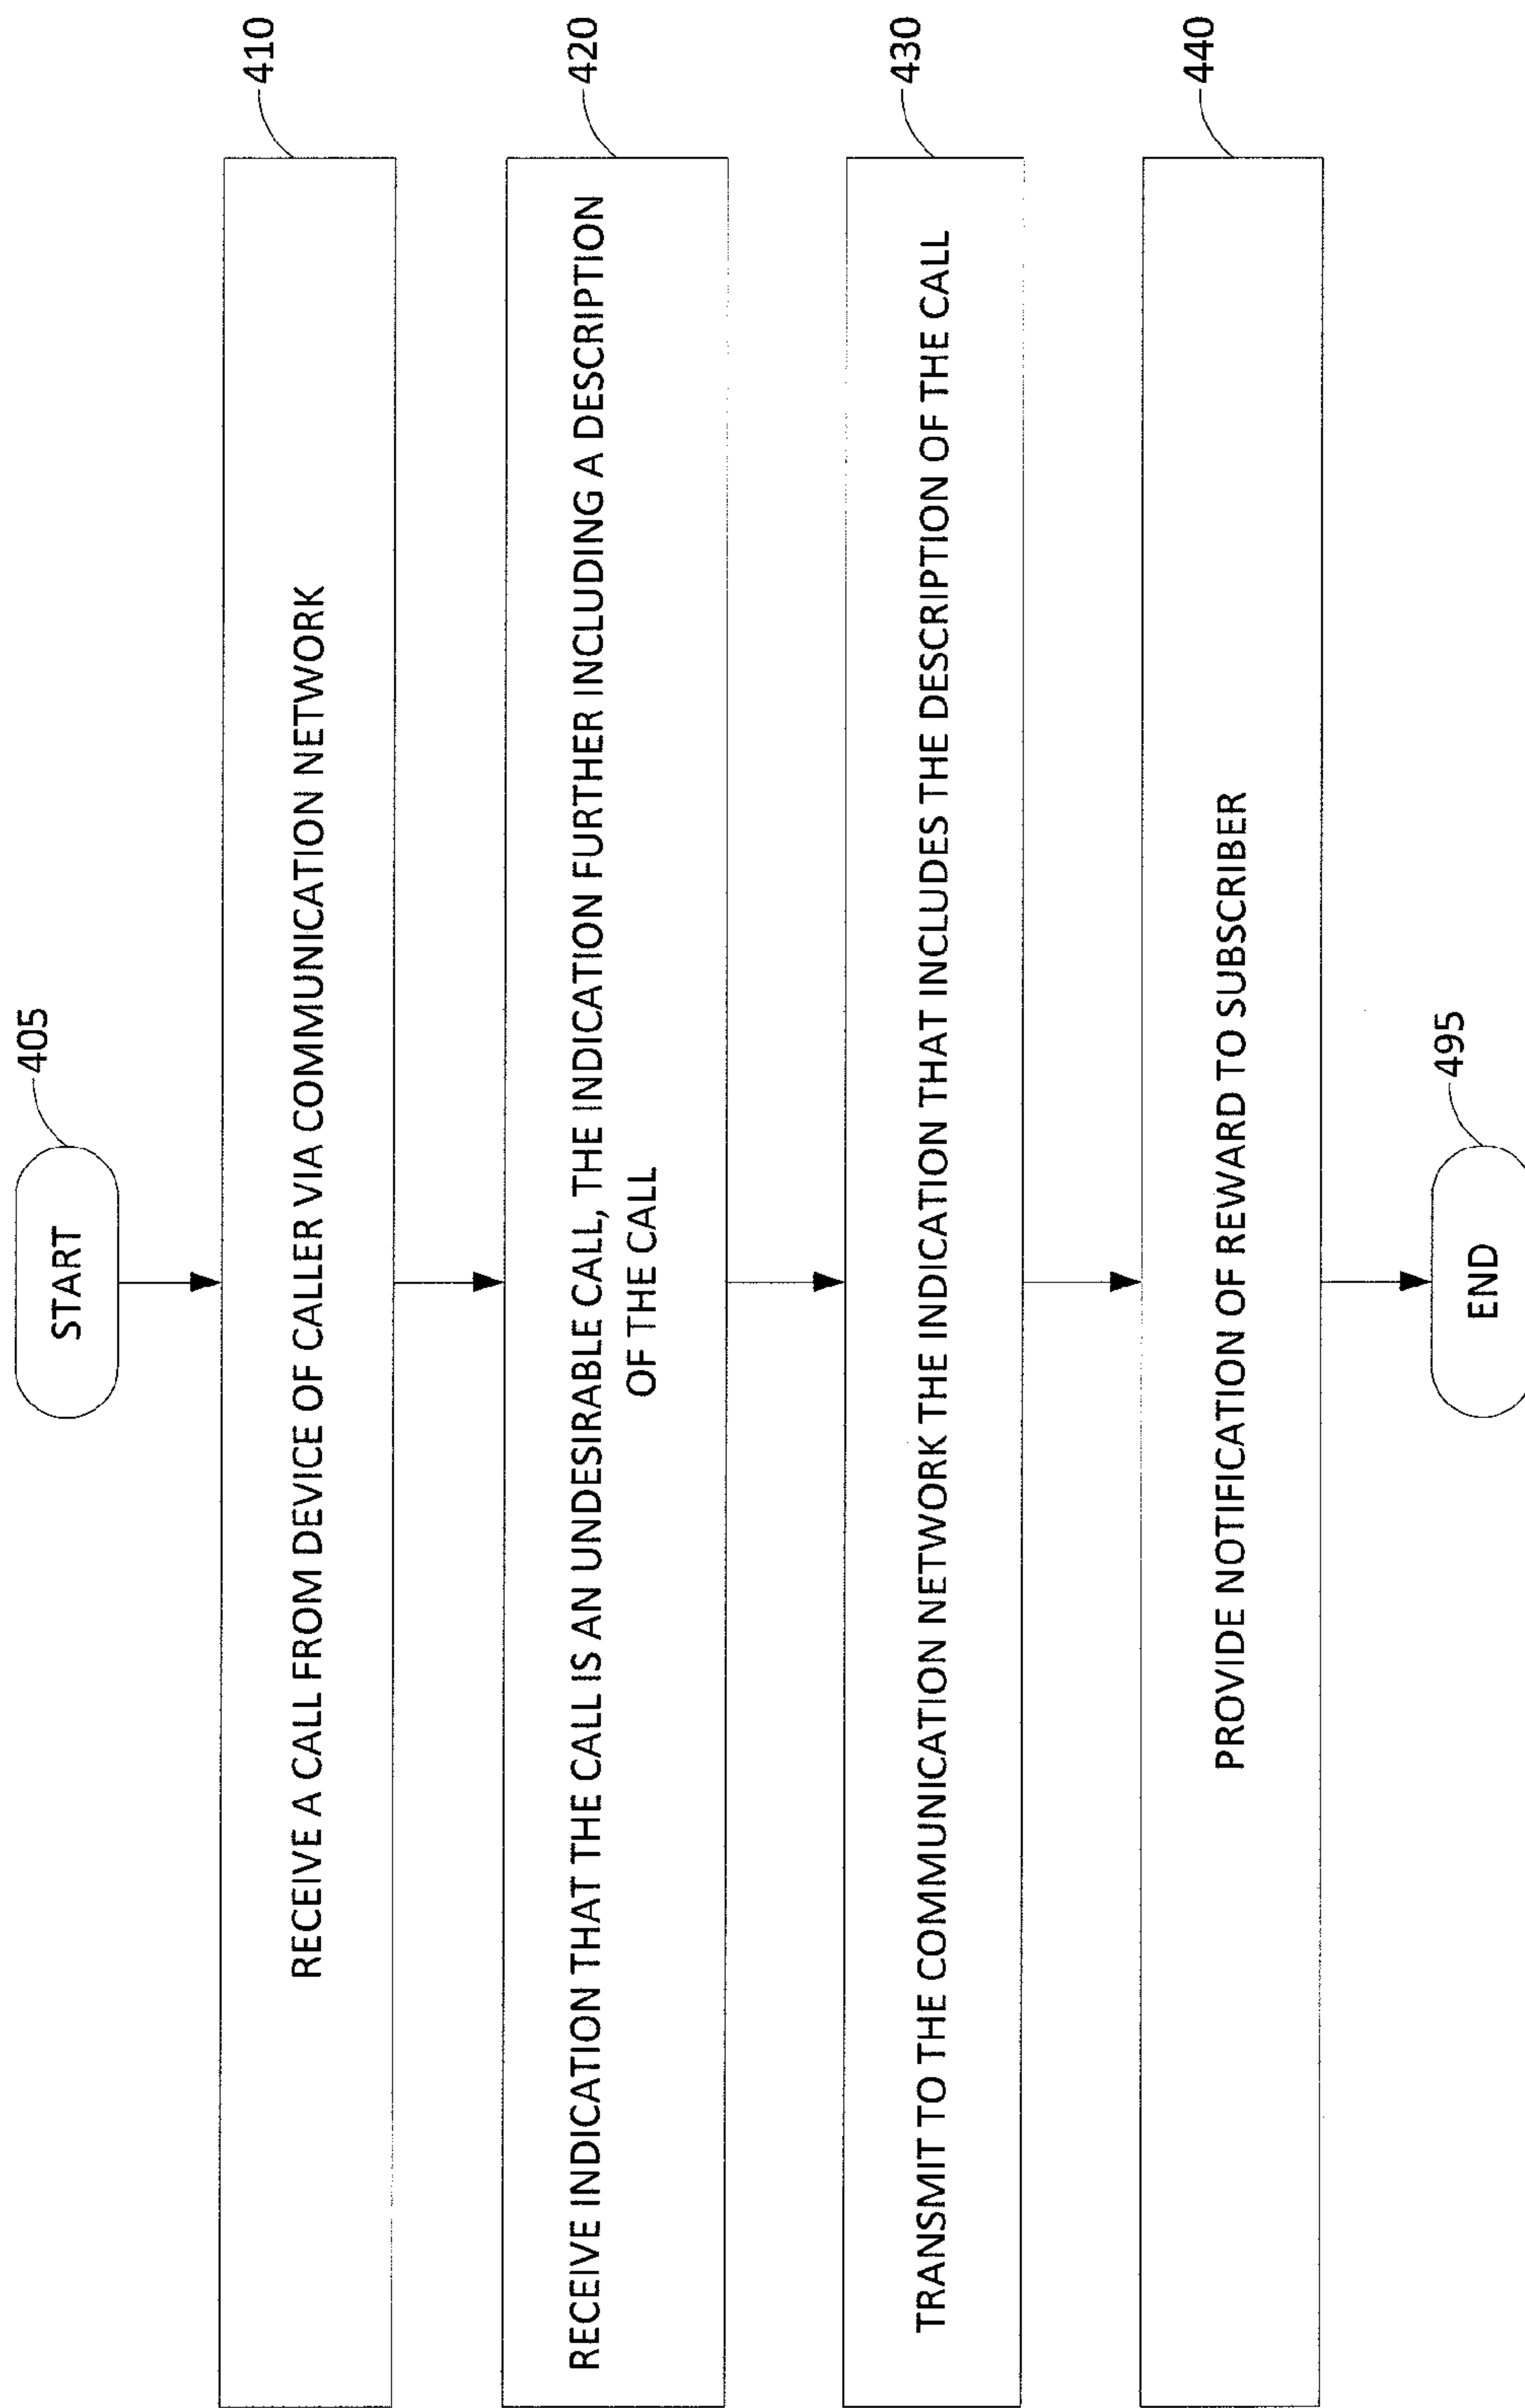 START
405
RECEIVE A CALL FROM DEVICE OF CALLER VIA COMMUNICATION NETWORK
410
RECEIVE INDICATION THAT THE CALL IS AN UNDESIRABLE CALL, THE INDICATION FURTHER INCLUDING A DESCRIPTION
OF THE CALL
420
TRANSMIT TO THE COMMUNICATION NETWORK THE INDICATION THAT INCLUDES THE DESCRIPTION OF THE CALL
430
PROVIDE NOTIFICATION OF REWARD TO SUBSCRIBER
440
END
495